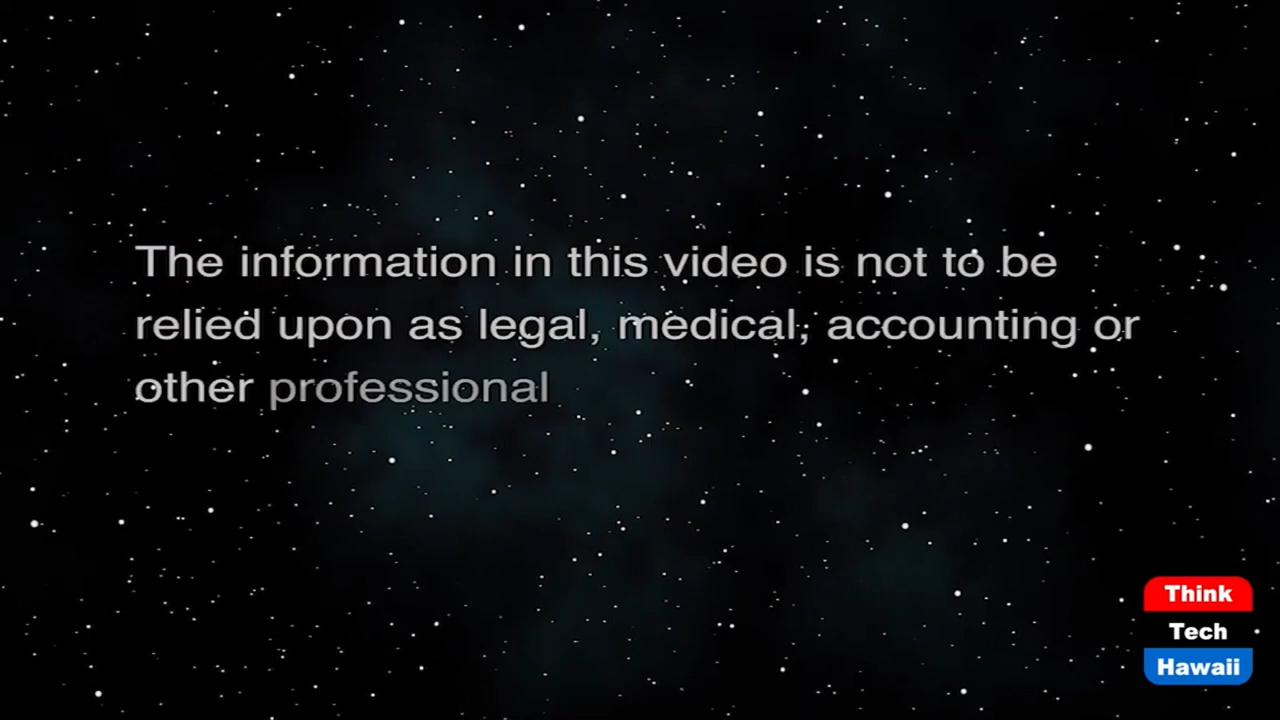 The information in this video is not to be
relied upon as legal, medical, accounting or
other professional
Think
Tech
Hawaii